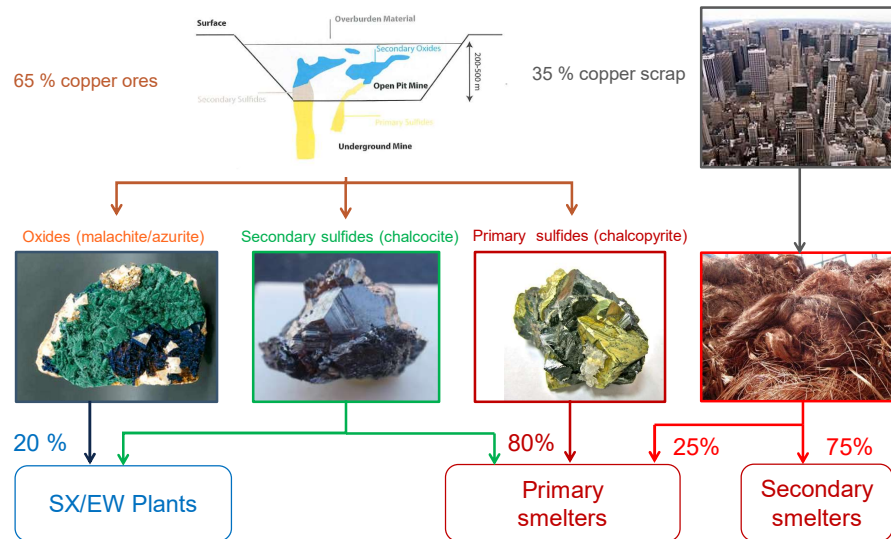 Overburden Material
Surface
Secondary Oxides
65 % copper ores
Open Pit Mine
200-500 m
35 % copper scrap
Secondary Sulfides
Primary Sulfides
Underground Mine
Oxides (malachite/azurite)
Secondary sulfides (chalcocite)
Primary sulfides (chalcopyrite)
20 %
80%
25%
75%
SX/EW Plants
Primary
smelters
Secondary
smelters